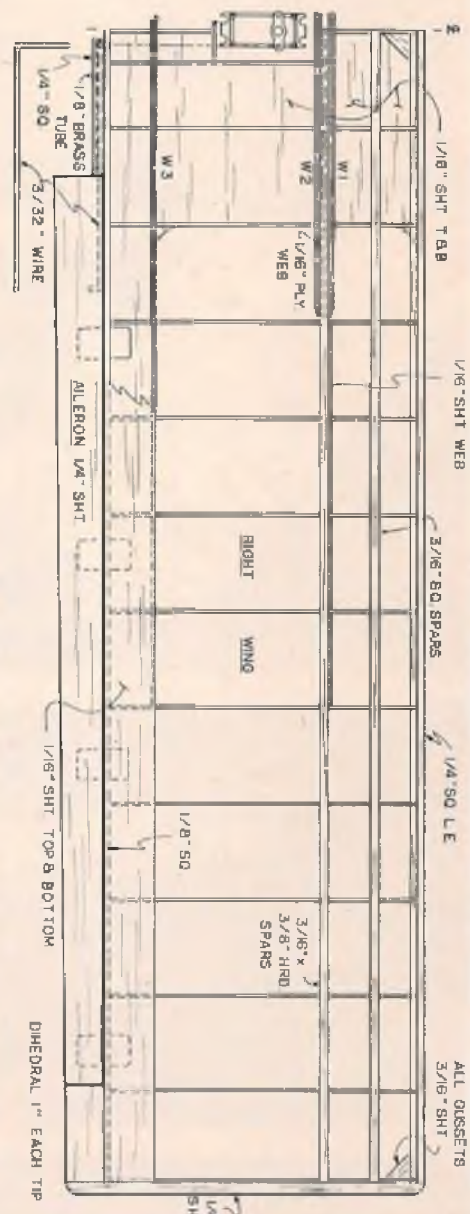 ℄
1/16" SHT T&B
1/16" SHT WEB
3/16" SQ. SPARS
1/4" SQ L E
ALL GUSSETS
3/16" SHT
W1
W2
W3
1/16" PLY
WEB
RIGHT
WING
3/16" x
3/8" HRD
SPARS
1/8" SQ.
1/8" BRASS
TUBE
1/4" SQ
3/32" WIRE
AILERON 1/4" SHT
1/16" SHT TOP & BOTTOM
DIHEDRAL 1" EACH TIP